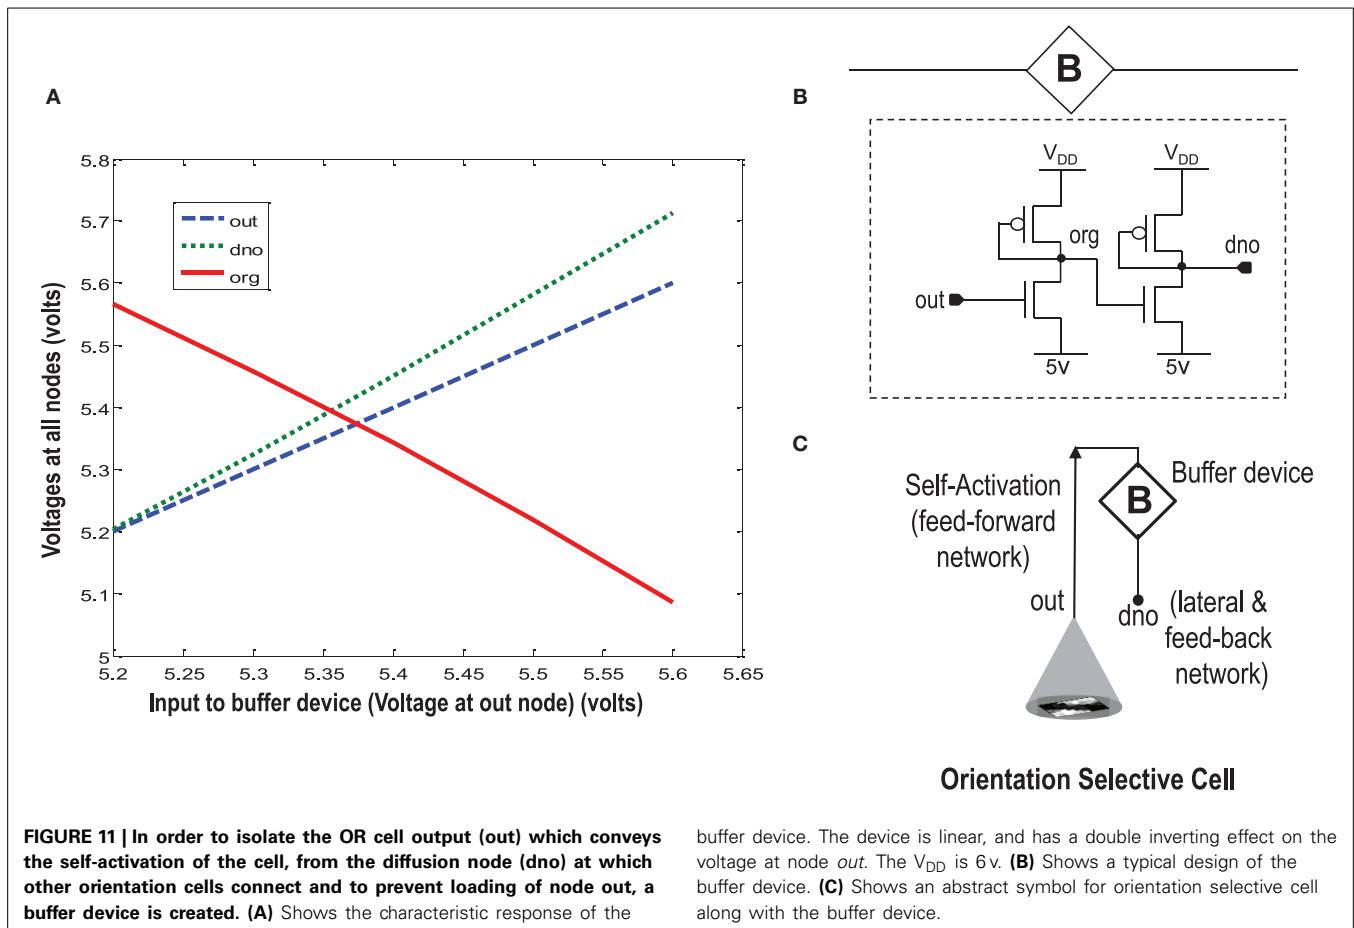 A
5.8
5.7
5.6
5.5
5.4
5.3
5.2
5.1
5
out
dno
org
5.2 5.25 5.3 5.35 5.4 5.45 5.5 5.55 5.6 5.65
Voltages at all nodes (volts)
Input to buffer device (Voltage at out node) (volts)
B
B
V_DD V_DD
org
dno
out
5v 5v
C
Self-Activation
(feed-forward
network)
out
Buffer device
B
dno
(lateral &
feed-back
network)
Orientation Selective Cell
FIGURE 11 | In order to isolate the OR cell output (out) which conveys
the self-activation of the cell, from the diffusion node (dno) at which
other orientation cells connect and to prevent loading of node out, a
buffer device is created. (A) Shows the characteristic response of the
buffer device. The device is linear, and has a double inverting effect on the
voltage at node out. The V_DD is 6 v. (B) Shows a typical design of the
buffer device. (C) Shows an abstract symbol for orientation selective cell
along with the buffer device.